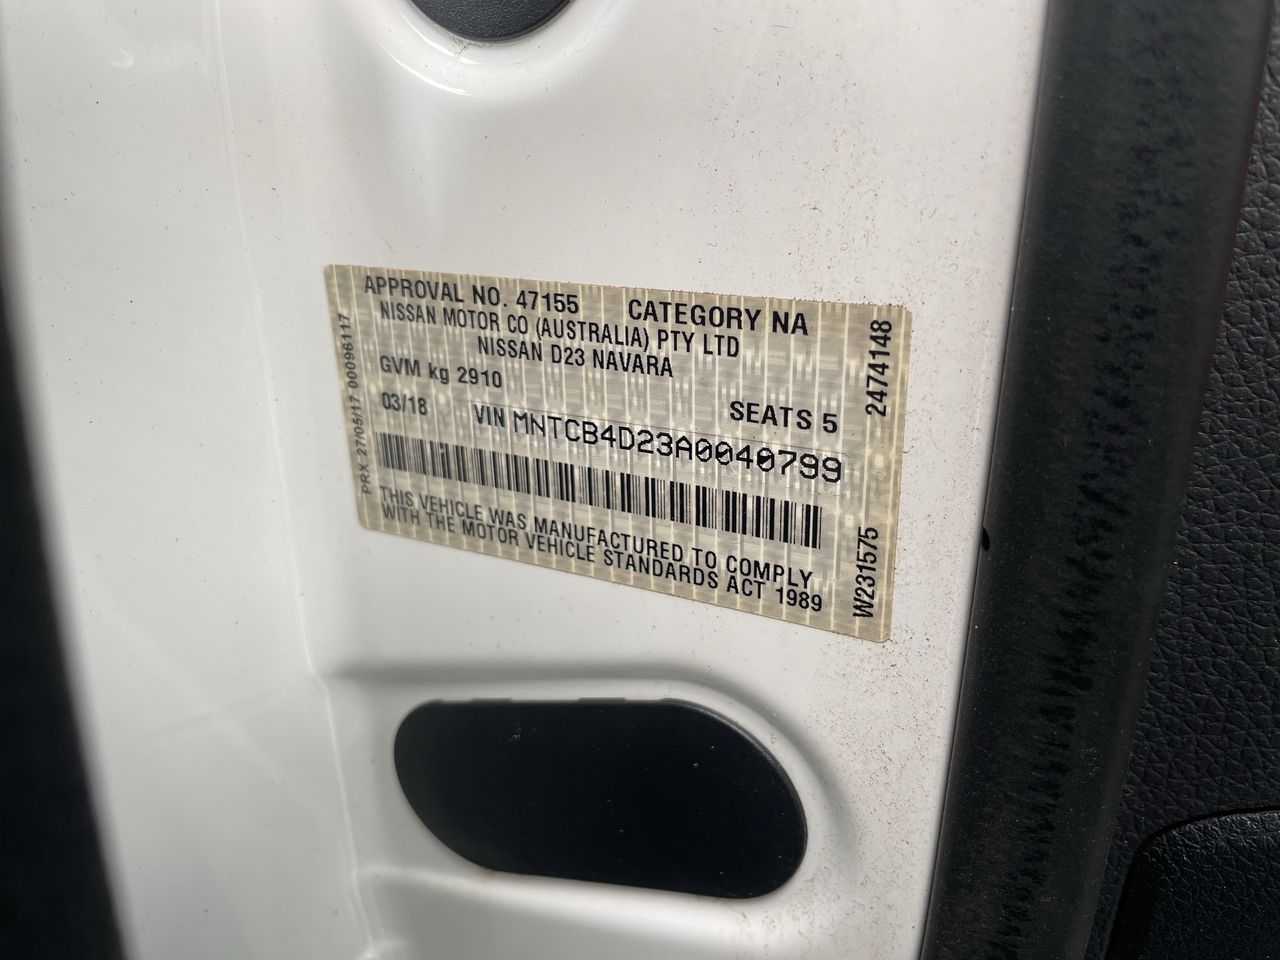 APPROVAL NO. 47155 CATEGORY NA
NISSAN MOTOR CO (AUSTRALIA) PTY LTD
NISSAN D23 NAVARA
GVM kg 2910
SEATS 5
03/18 VIN MNTCB4D23A0040799
THIS VEHICLE WAS MANUFACTURED TO COMPLY
WITH THE MOTOR VEHICLE STANDARDS ACT 1989
PRX 27/05/17 00096117
2474148
W231575